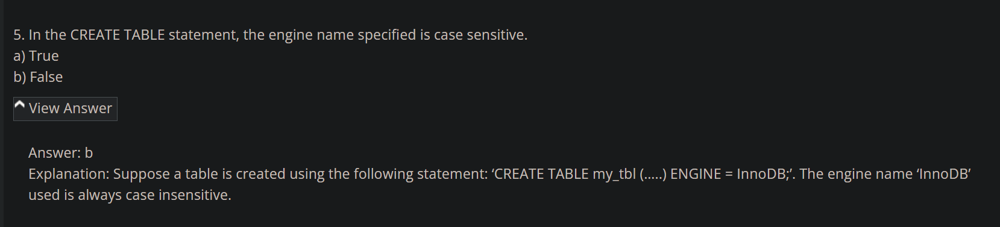 5. In the CREATE TABLE statement, the engine name specified is case sensitive.
a) True
b) False
View Answer
Answer: b
Explanation: Suppose a table is created using the following statement: ‘CREATE TABLE my_tbl (…..) ENGINE = InnoDB;’. The engine name ‘InnoDB’
used is always case insensitive.